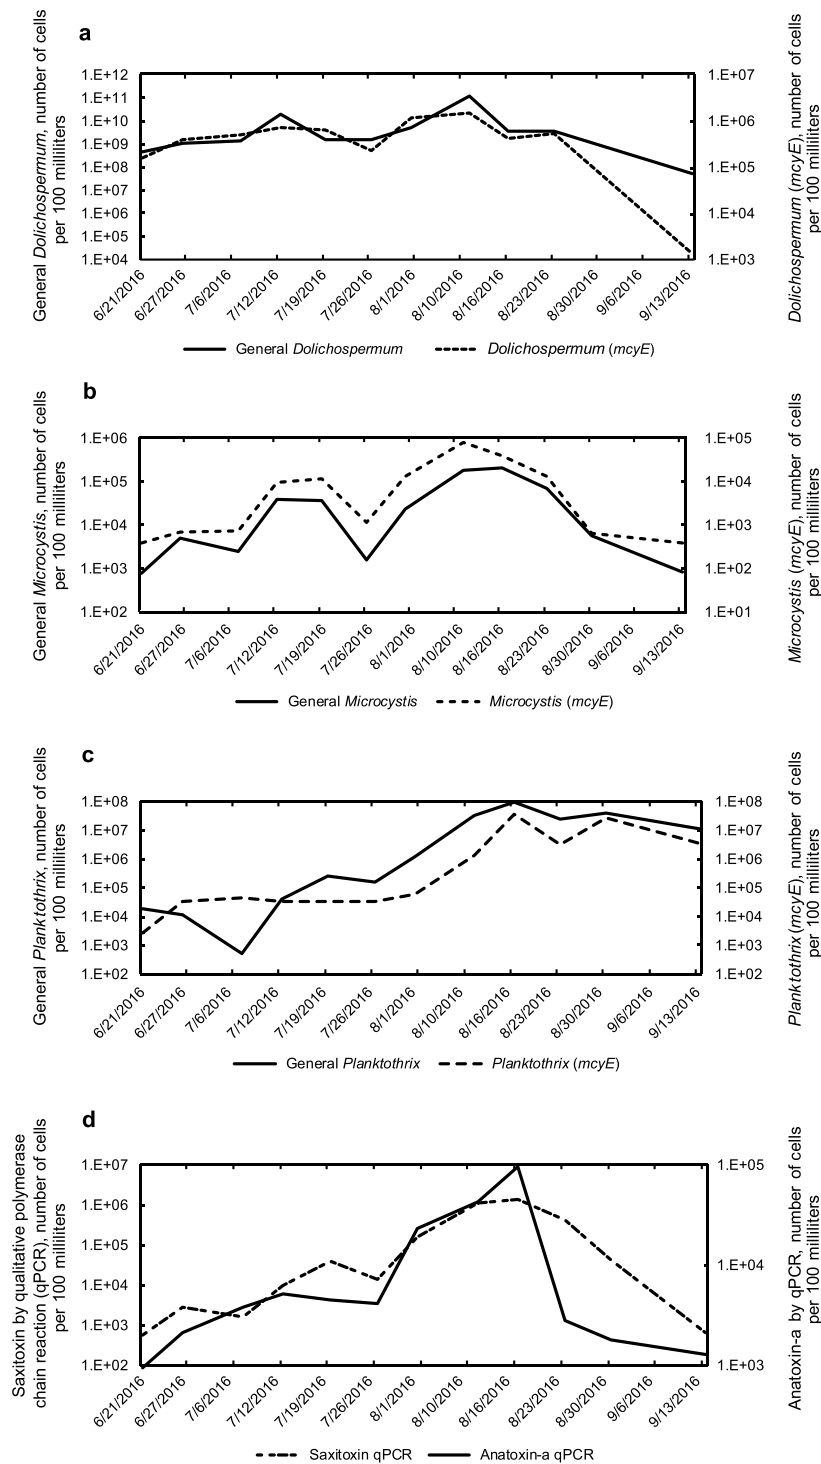 a
General Dolichospermum, number of cells
per 100 milliliters
1.E+12
1.E+11
1.E+10
1.E+09
1.E+08
1.E+07
1.E+06
1.E+05
1.E+04
1.E+07
1.E+06
1.E+05
1.E+04
1.E+03
Dolichospermum (mcyE), number of cells
per 100 milliliters
6/21/2016
6/27/2016
7/6/2016
7/12/2016
7/19/2016
7/26/2016
8/1/2016
8/10/2016
8/16/2016
8/23/2016
8/30/2016
9/6/2016
9/13/2016
General Dolichospermum
Dolichospermum (mcyE)
b
General Microcystis, number of cells
per 100 milliliters
1.E+06
1.E+05
1.E+04
1.E+03
1.E+02
1.E+05
1.E+04
1.E+03
1.E+02
1.E+01
Microcystis (mcyE), number of cells
per 100 milliliters
6/21/2016
6/27/2016
7/6/2016
7/12/2016
7/19/2016
7/26/2016
8/1/2016
8/10/2016
8/16/2016
8/23/2016
8/30/2016
9/6/2016
9/13/2016
General Microcystis
Microcystis (mcyE)
c
General Planktothrix, number of cells
per 100 milliliters
1.E+08
1.E+07
1.E+06
1.E+05
1.E+04
1.E+03
1.E+02
1.E+08
1.E+07
1.E+06
1.E+05
1.E+04
1.E+03
1.E+02
Planktothrix (mcyE), number of cells
per 100 milliliters
6/21/2016
6/27/2016
7/6/2016
7/12/2016
7/19/2016
7/26/2016
8/1/2016
8/10/2016
8/16/2016
8/23/2016
8/30/2016
9/6/2016
9/13/2016
General Planktothrix
Planktothrix (mcyE)
d
Saxitoxin by qualitative polymerase
chain reaction (qPCR), number of cells
per 100 milliliters
1.E+07
1.E+06
1.E+05
1.E+04
1.E+03
1.E+02
1.E+05
1.E+04
1.E+03
Anatoxin-a by qPCR, number of cells
per 100 milliliters
6/21/2016
6/27/2016
7/6/2016
7/12/2016
7/19/2016
7/26/2016
8/1/2016
8/10/2016
8/16/2016
8/23/2016
8/30/2016
9/6/2016
9/13/2016
Saxitoxin qPCR
Anatoxin-a qPCR